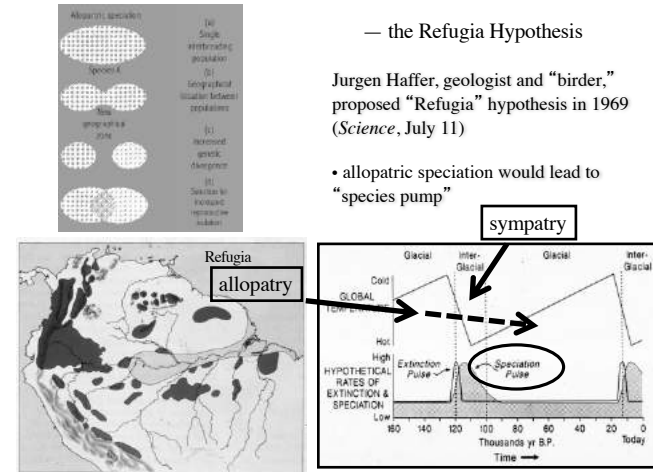 Allopatric speciation
(a)
Single
interbreeding
population
Species A
(b)
Geographical
isolation between
populations
geographical
zone
(c)
Increased
genetic
divergence
(d)
Selection for
increased
reproductive
isolation
— the Refugia Hypothesis
Jurgen Haffer, geologist and “birder,”
proposed “Refugia” hypothesis in 1969
(Science, July 11)
• allopatric speciation would lead to
“species pump”
sympatry
Refugia
allopatry
Glacial
Inter-
Glacial
Glacial
Inter-
Glacial
Cold
GLOBAL
Hot
High
HYPOTHETICAL
RATES OF
EXTINCTION &
SPECIATION
Low
Extinction
Pulse
Speciation
Pulse
160 140 120 100 80 60 40 20 0
Today
Thousands yr B.P.
Time